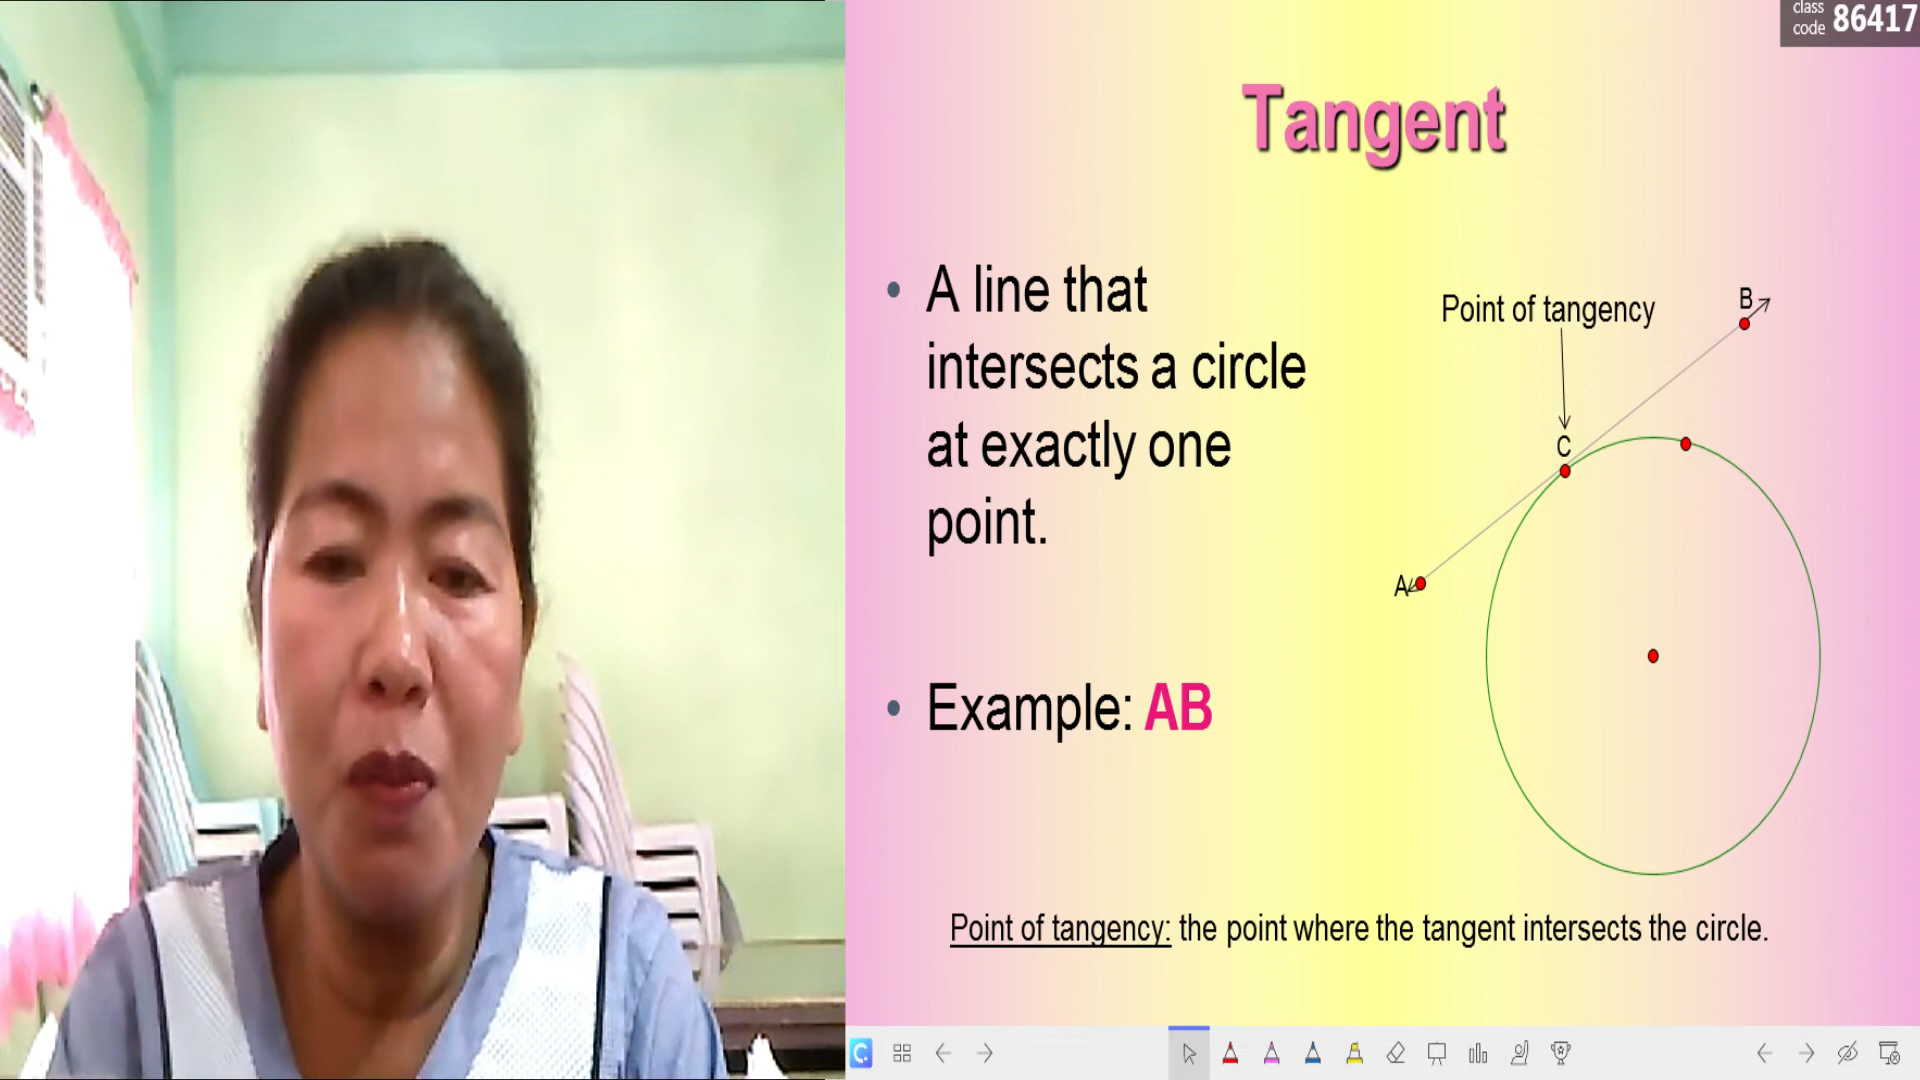 class
code 86417
Tangent
• A line that
intersects a circle
at exactly one
point.
Point of tangency
B
C
A
• Example: AB
Point of tangency: the point where the tangent intersects the circle.